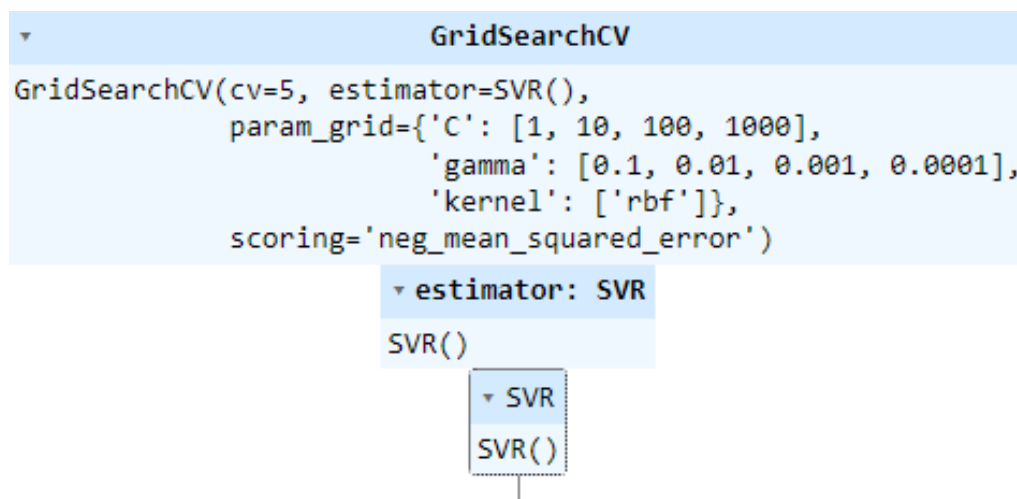 GridSearchCV
GridSearchCV(cv=5, estimator=SVR(),
param_grid={'C': [1, 10, 100, 1000],
'gamma': [0.1, 0.01, 0.001, 0.0001],
'kernel': ['rbf']},
scoring='neg_mean_squared_error')
estimator: SVR
SVR()
SVR
SVR()